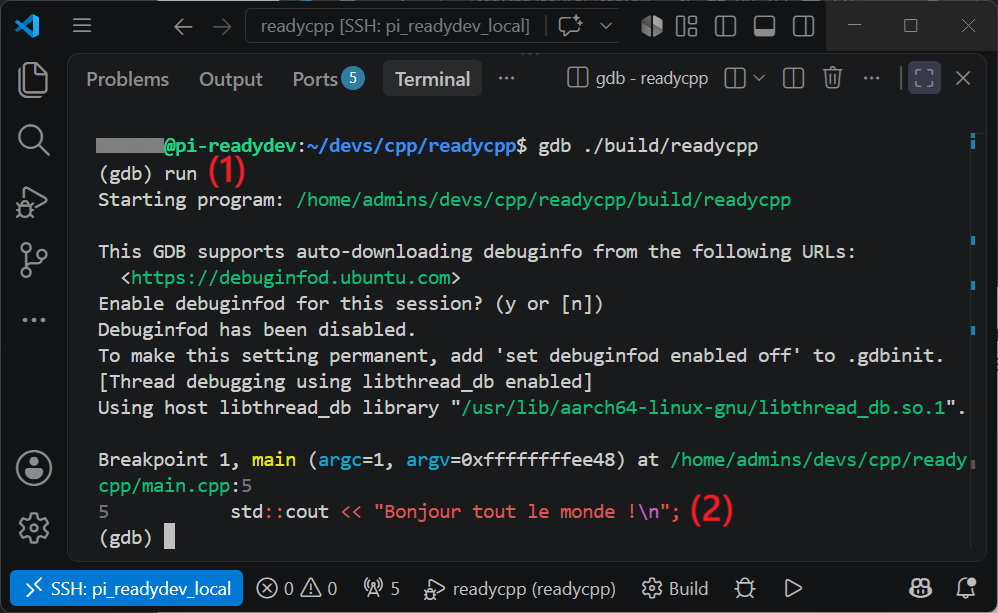 readycpp [SSH: pi_readydev_local]
Problems Output Ports 5 Terminal ··· gdb - readycpp ···
@pi-readydev:~/devs/cpp/readycpp$ gdb ./build/readycpp
(gdb) run (1)
Starting program: /home/admins/devs/cpp/readycpp/build/readycpp
This GDB supports auto-downloading debuginfo from the following URLs:
<https://debuginfod.ubuntu.com>
Enable debuginfod for this session? (y or [n])
Debuginfod has been disabled.
To make this setting permanent, add 'set debuginfod enabled off' to .gdbinit.
[Thread debugging using libthread_db enabled]
Using host libthread_db library "/usr/lib/aarch64-linux-gnu/libthread_db.so.1".
Breakpoint 1, main (argc=1, argv=0xffffffffee48) at /home/admins/devs/cpp/ready
cpp/main.cpp:5
5 std::cout << "Bonjour tout le monde !\n"; (2)
(gdb)
SSH: pi_readydev_local 0 0 5 readycpp (readycpp) Build